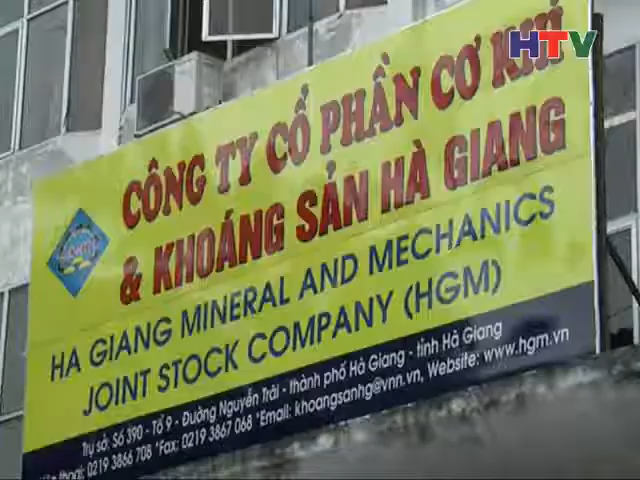 HTV
CÔNG TY CỔ PHẦN CƠ KHÍ
& KHOÁNG SẢN HÀ GIANG
HA GIANG MINERAL AND MECHANICS
JOINT STOCK COMPANY (HGM)
Trụ sở: Số 390 - Tổ 9 - Đường Nguyễn Trãi - thành phố Hà Giang - tỉnh Hà Giang
thoại: 0219 3866 708 *Fax: 0219 3867 068 *Email: khoangsanhg@vnn.vn, Website: www.hgm.vn